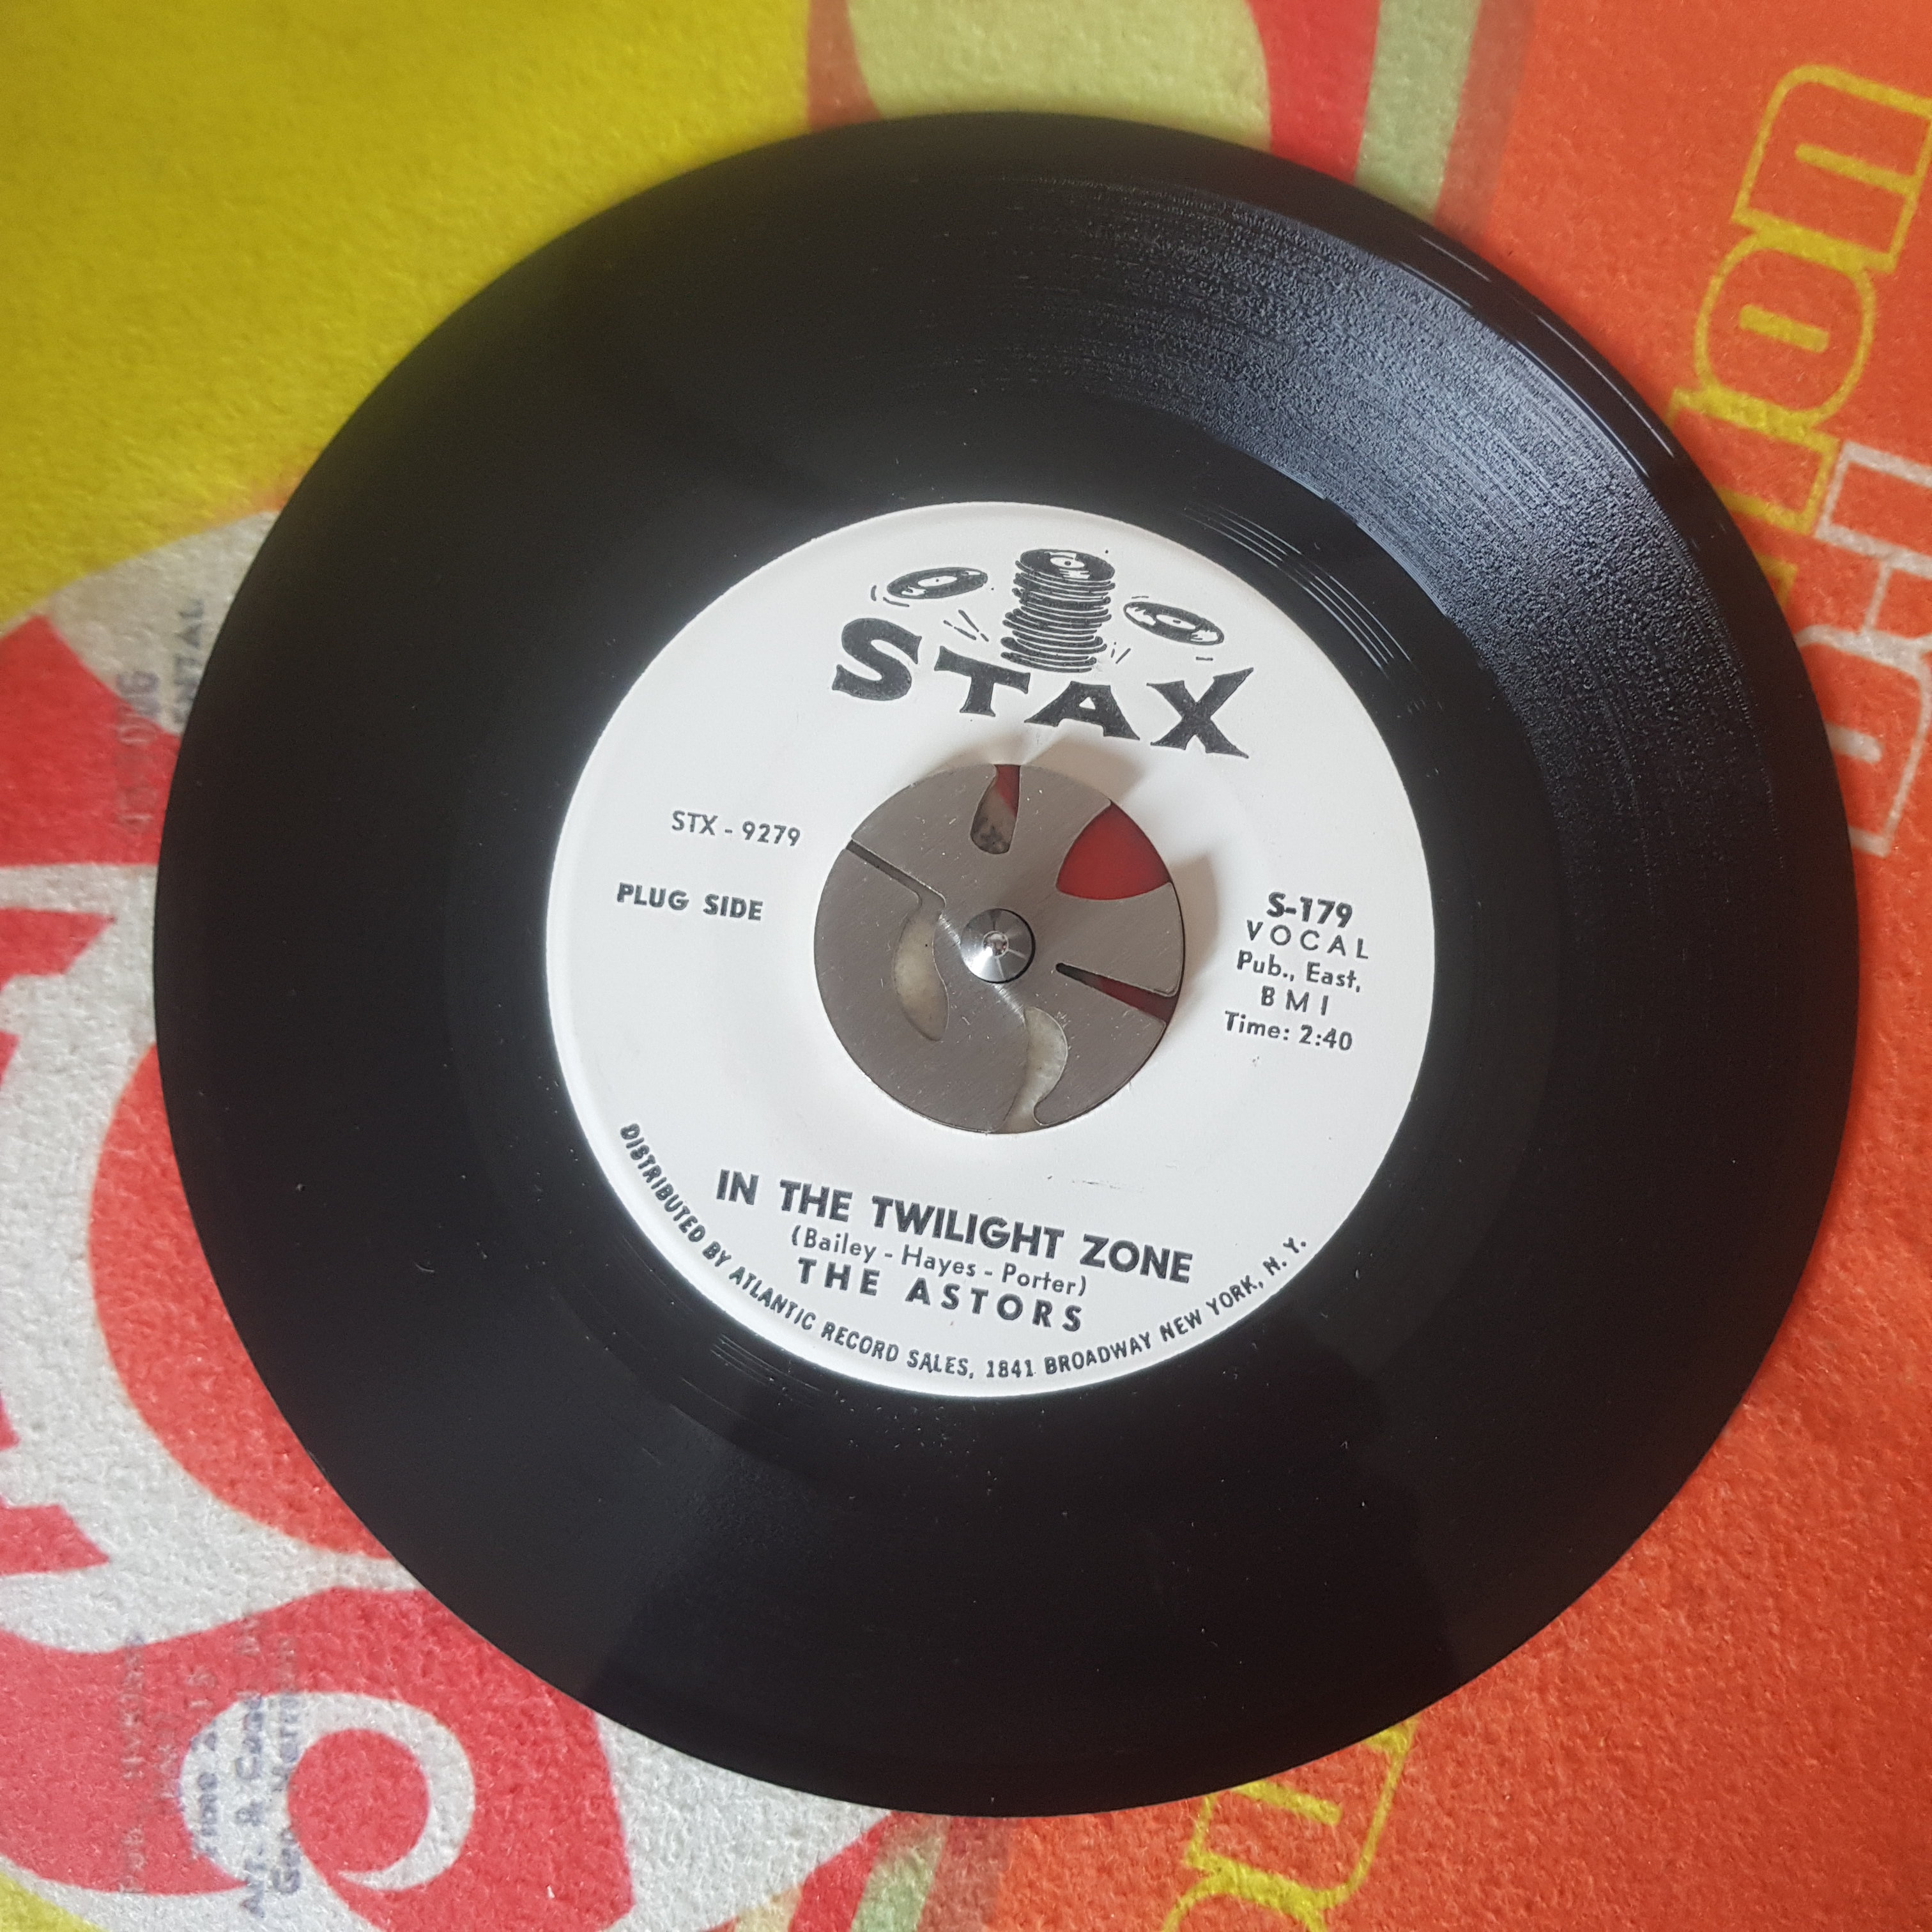 STAX
STX - 9279
PLUG SIDE
S-179
VOCAL
Pub., East,
BMI
Time: 2:40
IN THE TWILIGHT ZONE
(Bailey - Hayes - Porter)
THE ASTORS
DISTRIBUTED BY ATLANTIC RECORD SALES, 1841 BROADWAY NEW YORK, N. Y.